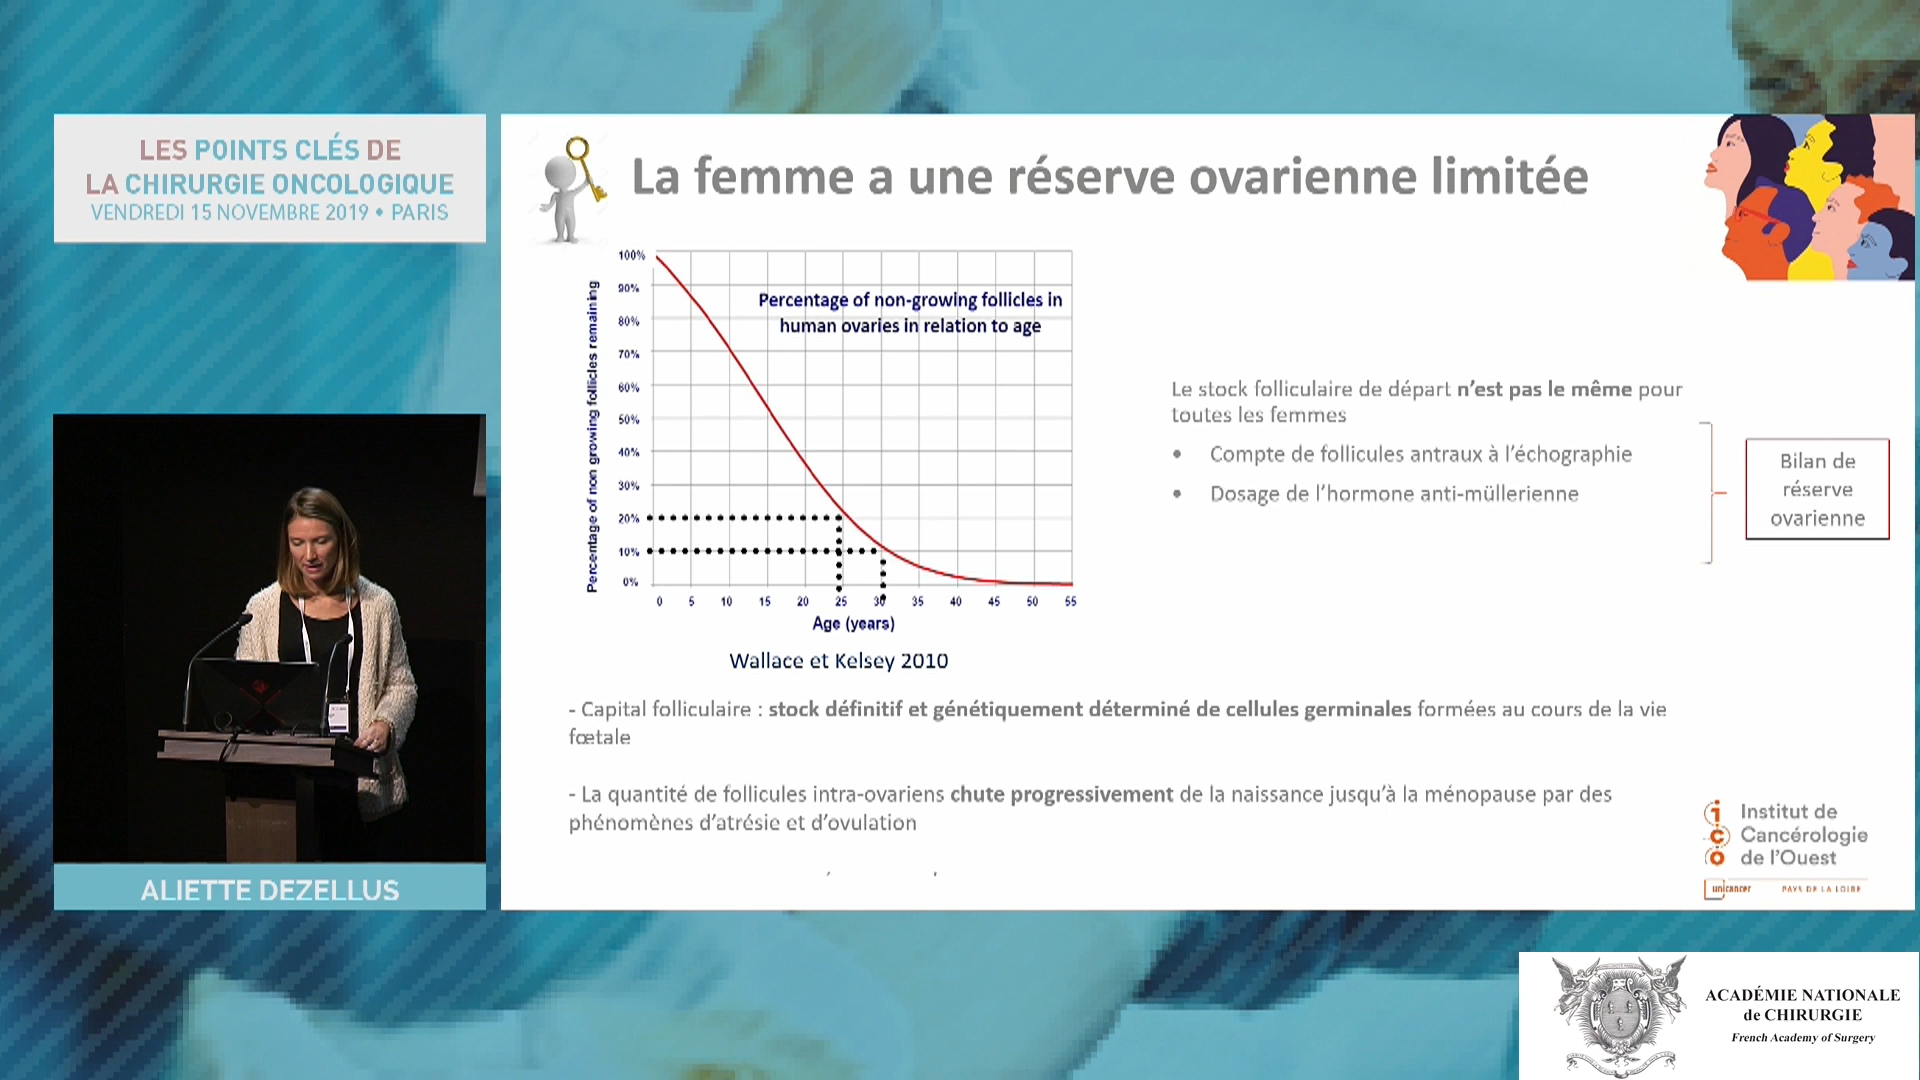 LES POINTS CLÉS DE
LA CHIRURGIE ONCOLOGIQUE
VENDREDI 15 NOVEMBRE 2019 • PARIS
La femme a une réserve ovarienne limitée
Percentage of non-growing follicles in
human ovaries in relation to age
Percentage of non growing follicles remaining
100%
90%
80%
70%
60%
50%
40%
30%
20%
10%
0%
0 5 10 15 20 25 30 35 40 45 50 55
Age (years)
Wallace et Kelsey 2010
Le stock folliculaire de départ n'est pas le même pour
toutes les femmes
• Compte de follicules antraux à l'échographie
• Dosage de l'hormone anti-müllerienne
Bilan de
réserve
ovarienne
- Capital folliculaire : stock définitif et génétiquement déterminé de cellules germinales formées au cours de la vie
fœtale
- La quantité de follicules intra-ovariens chute progressivement de la naissance jusqu'à la ménopause par des
phénomènes d'atrésie et d'ovulation
ico
Institut de
Cancérologie
de l'Ouest
unicancer PAYS DE LA LOIRE
ALIETTE DEZELLUS
ACADÉMIE NATIONALE
de CHIRURGIE
French Academy of Surgery